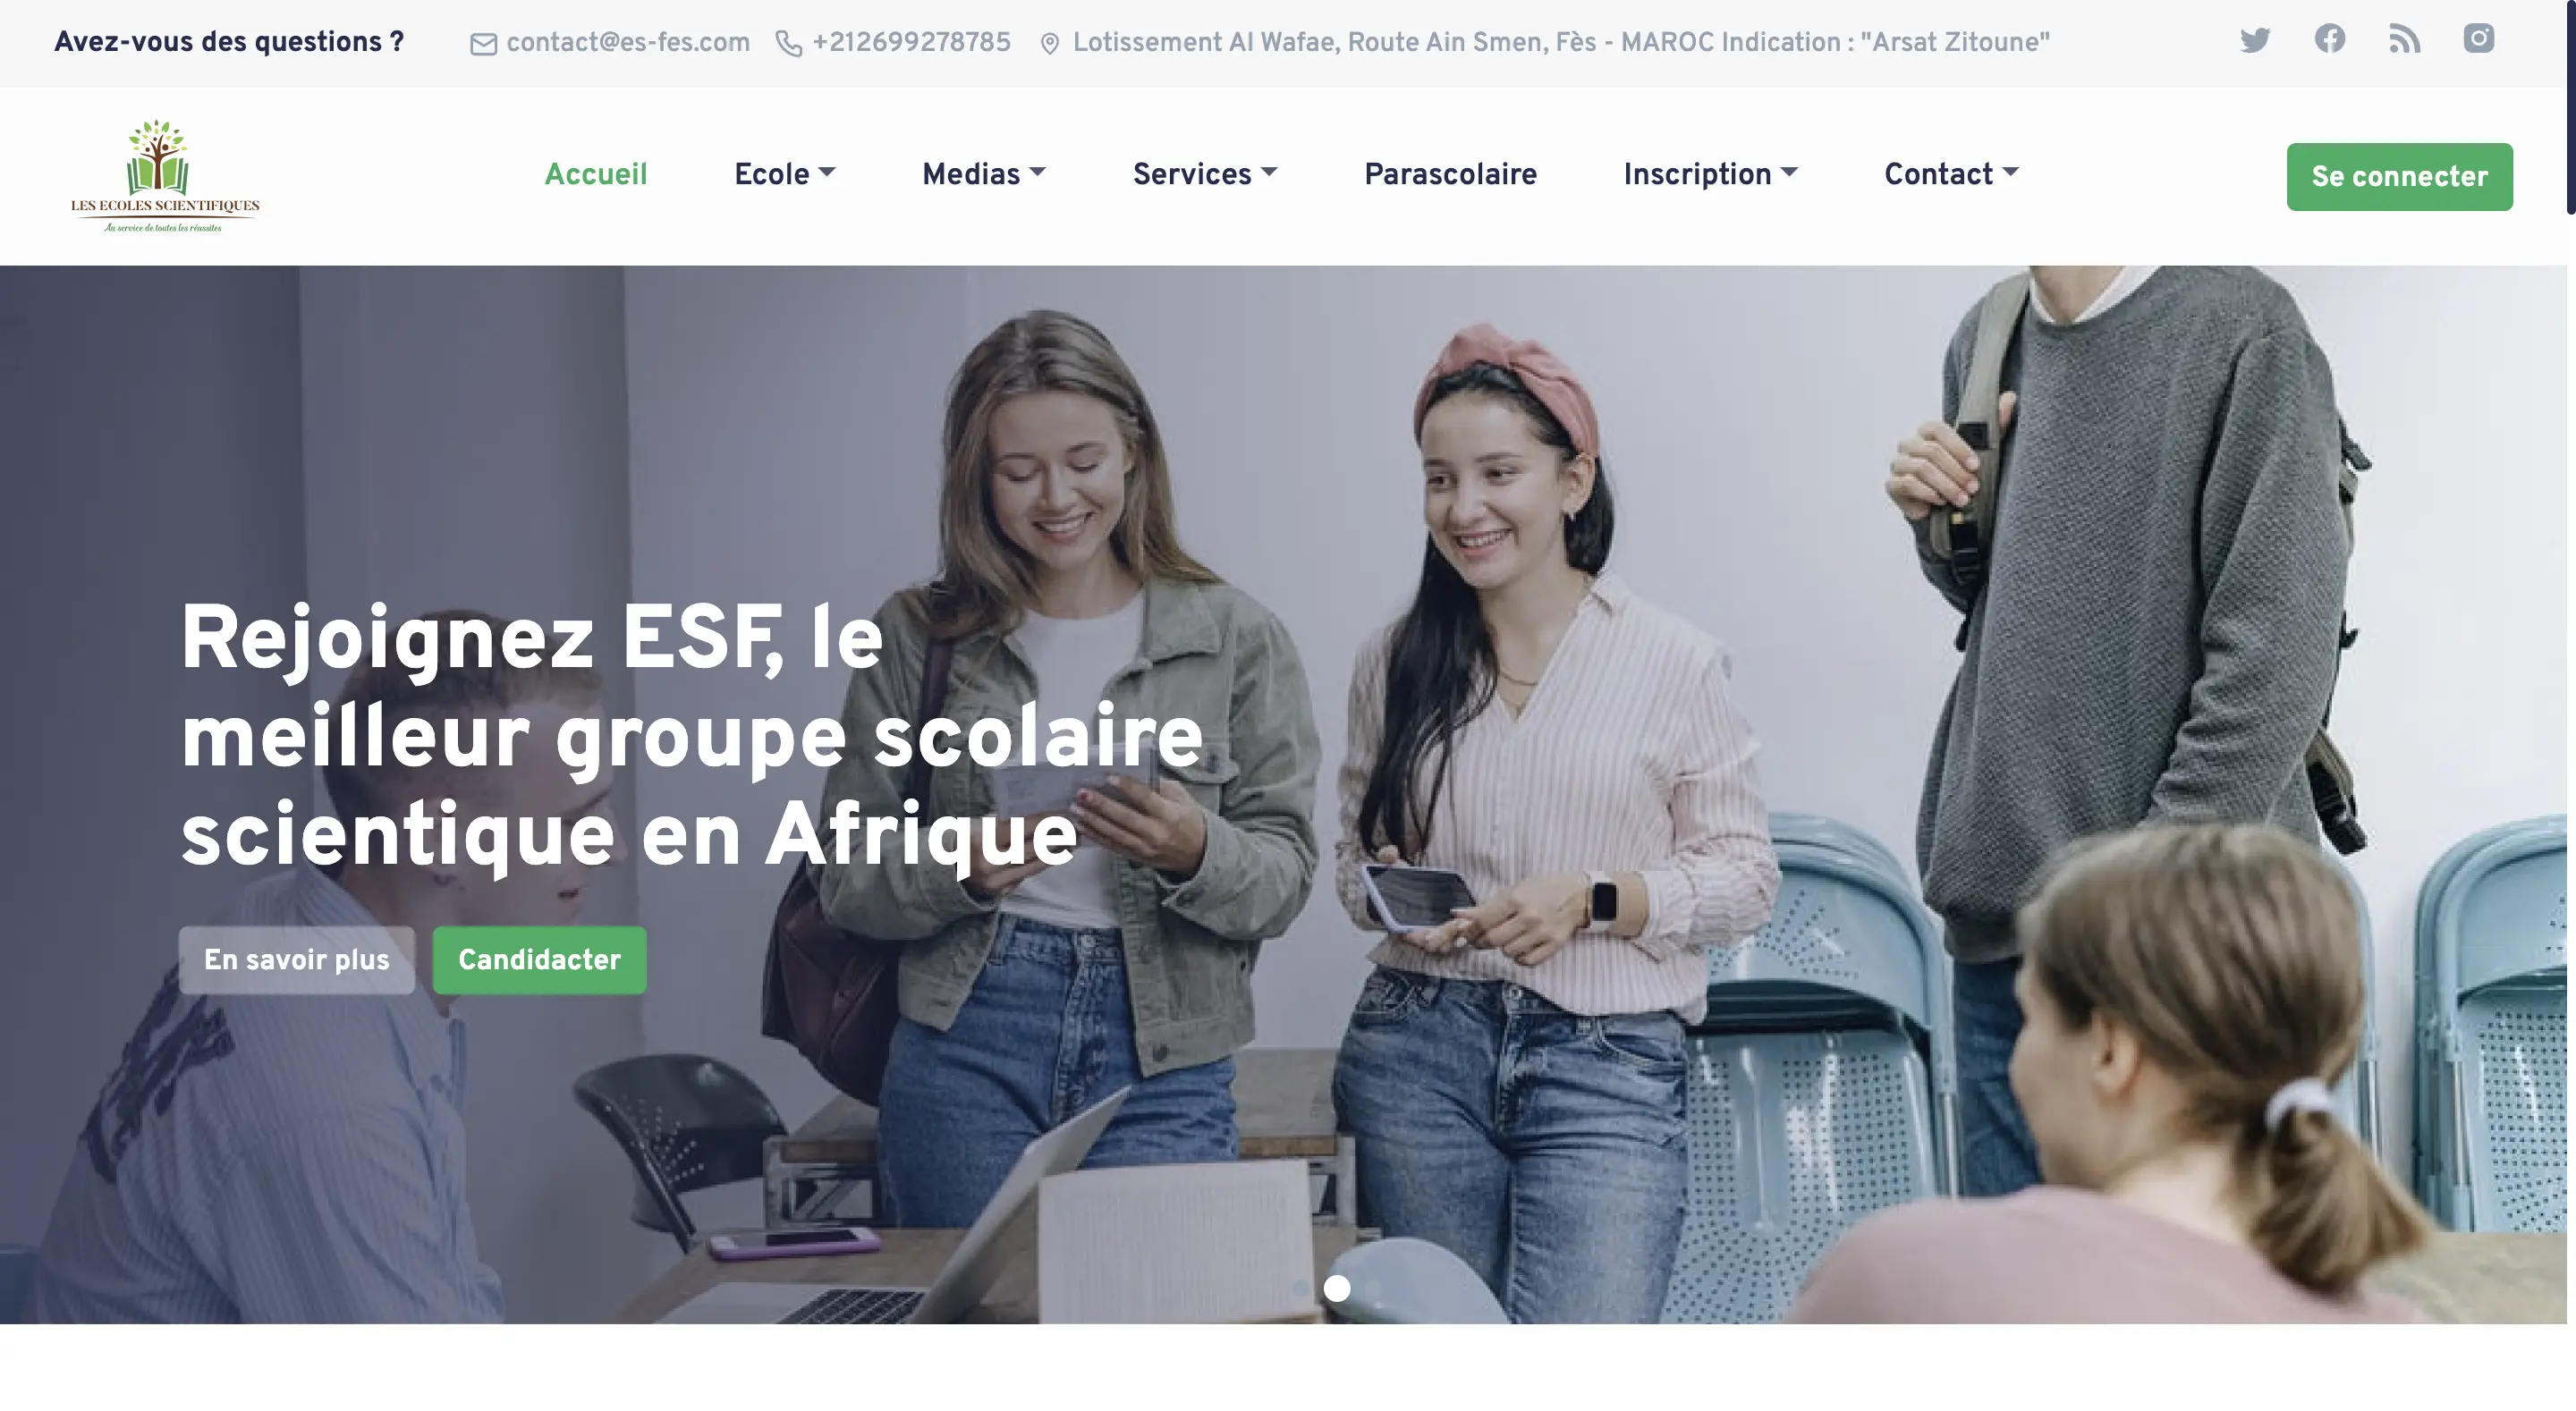 Avez-vous des questions ?
contact@es-fes.com
+212699278785
Lotissement Al Wafae, Route Ain Smen, Fès - MAROC Indication : "Arsat Zitoune"
LES ECOLES SCIENTIFIQUES
Au service de toutes les réussites
Accueil
Ecole
Medias
Services
Parascolaire
Inscription
Contact
Se connecter
Rejoignez ESF, le
meilleur groupe scolaire
scientique en Afrique
En savoir plus
Candidacter